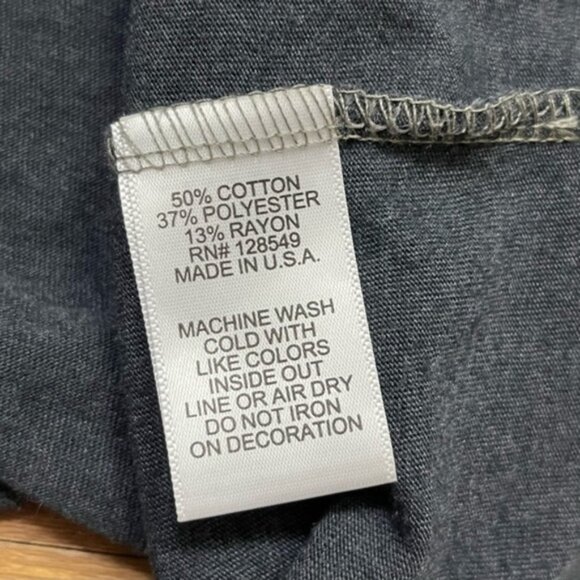 50% COTTON
37% POLYESTER
13% RAYON
RN# 128549
MADE IN U.S.A.
MACHINE WASH
COLD WITH
LIKE COLORS
INSIDE OUT
LINE OR AIR DRY
DO NOT IRON
ON DECORATION